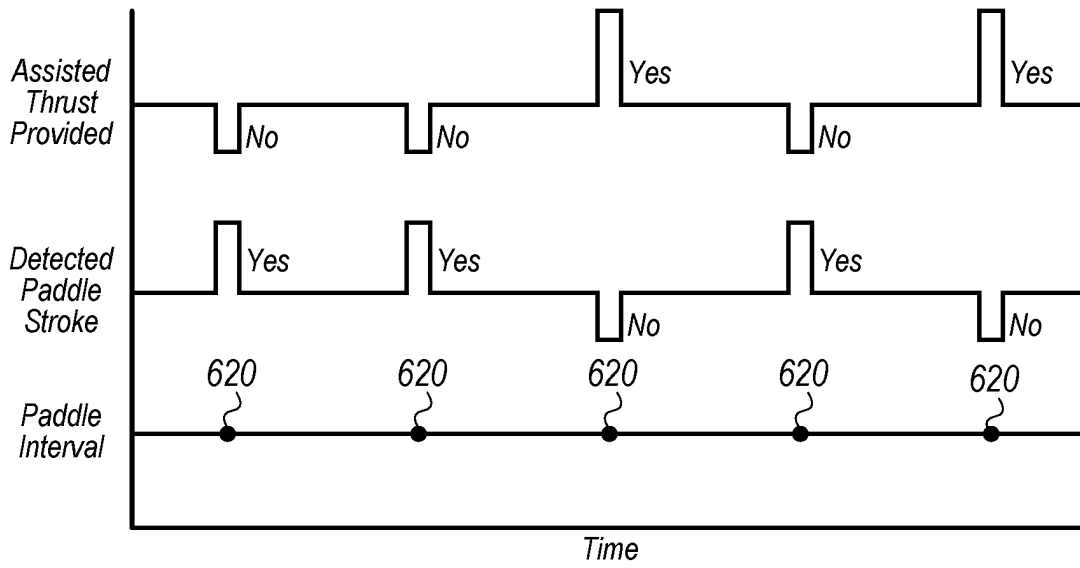 Assisted
Thrust
Provided
No
No
Yes
No
Yes
Detected
Paddle
Stroke
Yes
Yes
No
Yes
No
620
620
620
620
620
Paddle
Interval
Time